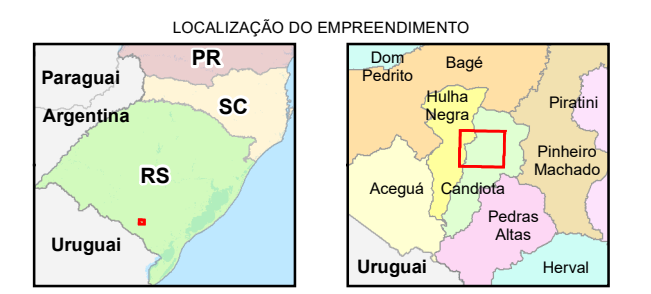 LOCALIZAÇÃO DO EMPREENDIMENTO
PR
Paraguai
SC
Argentina
RS
Uruguai
Dom
Pedrito
Bagé
Hulha
Negra
Piratini
Pinheiro
Machado
Aceguá
Candiota
Pedras
Altas
Uruguai
Herval